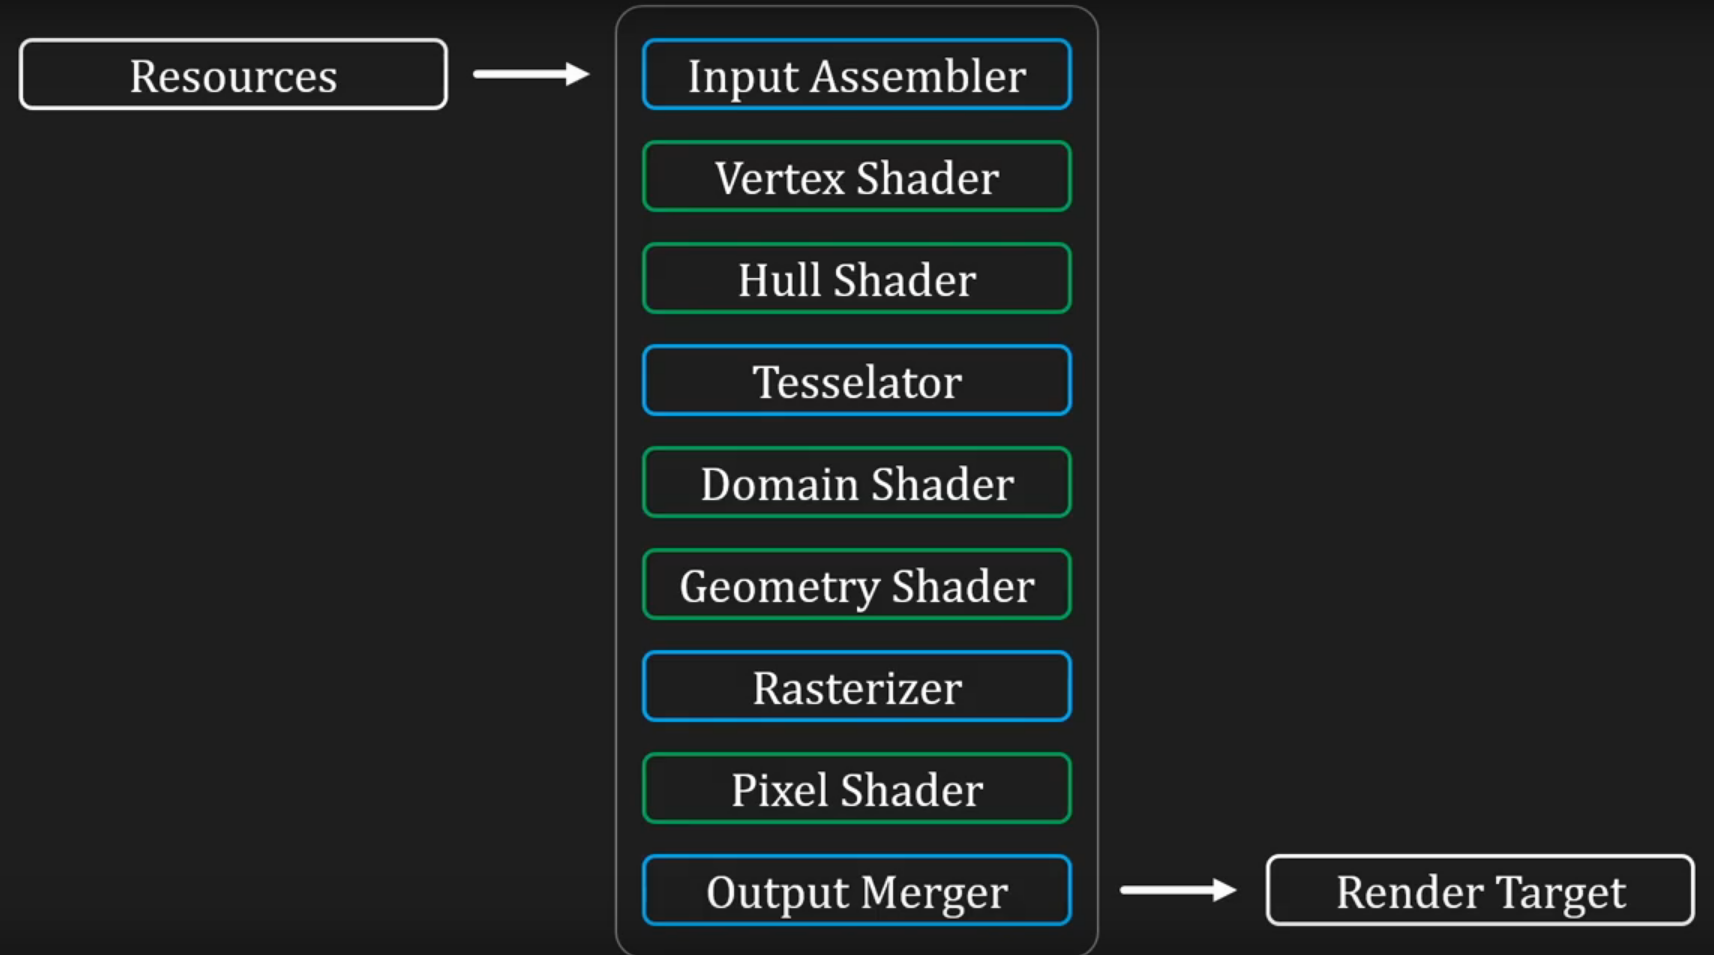 Resources
Input Assembler
Vertex Shader
Hull Shader
Tesselator
Domain Shader
Geometry Shader
Rasterizer
Pixel Shader
Output Merger
Render Target